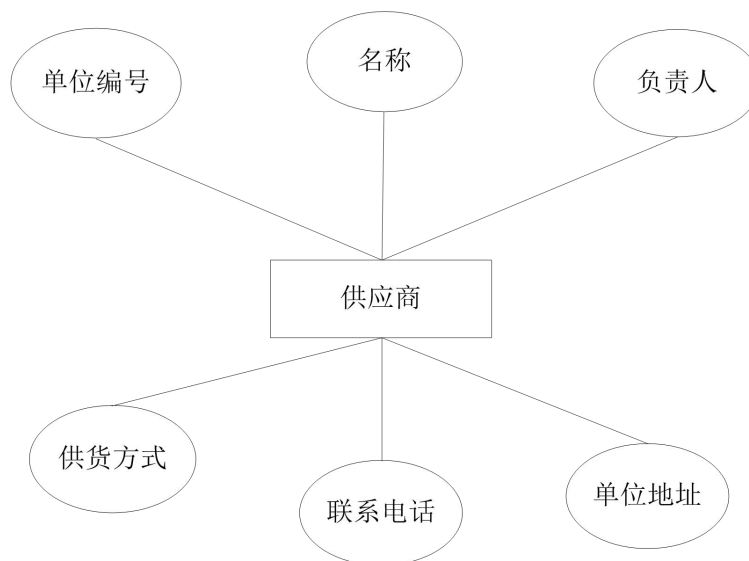 单位编号
名称
负责人
供应商
供货方式
联系电话
单位地址